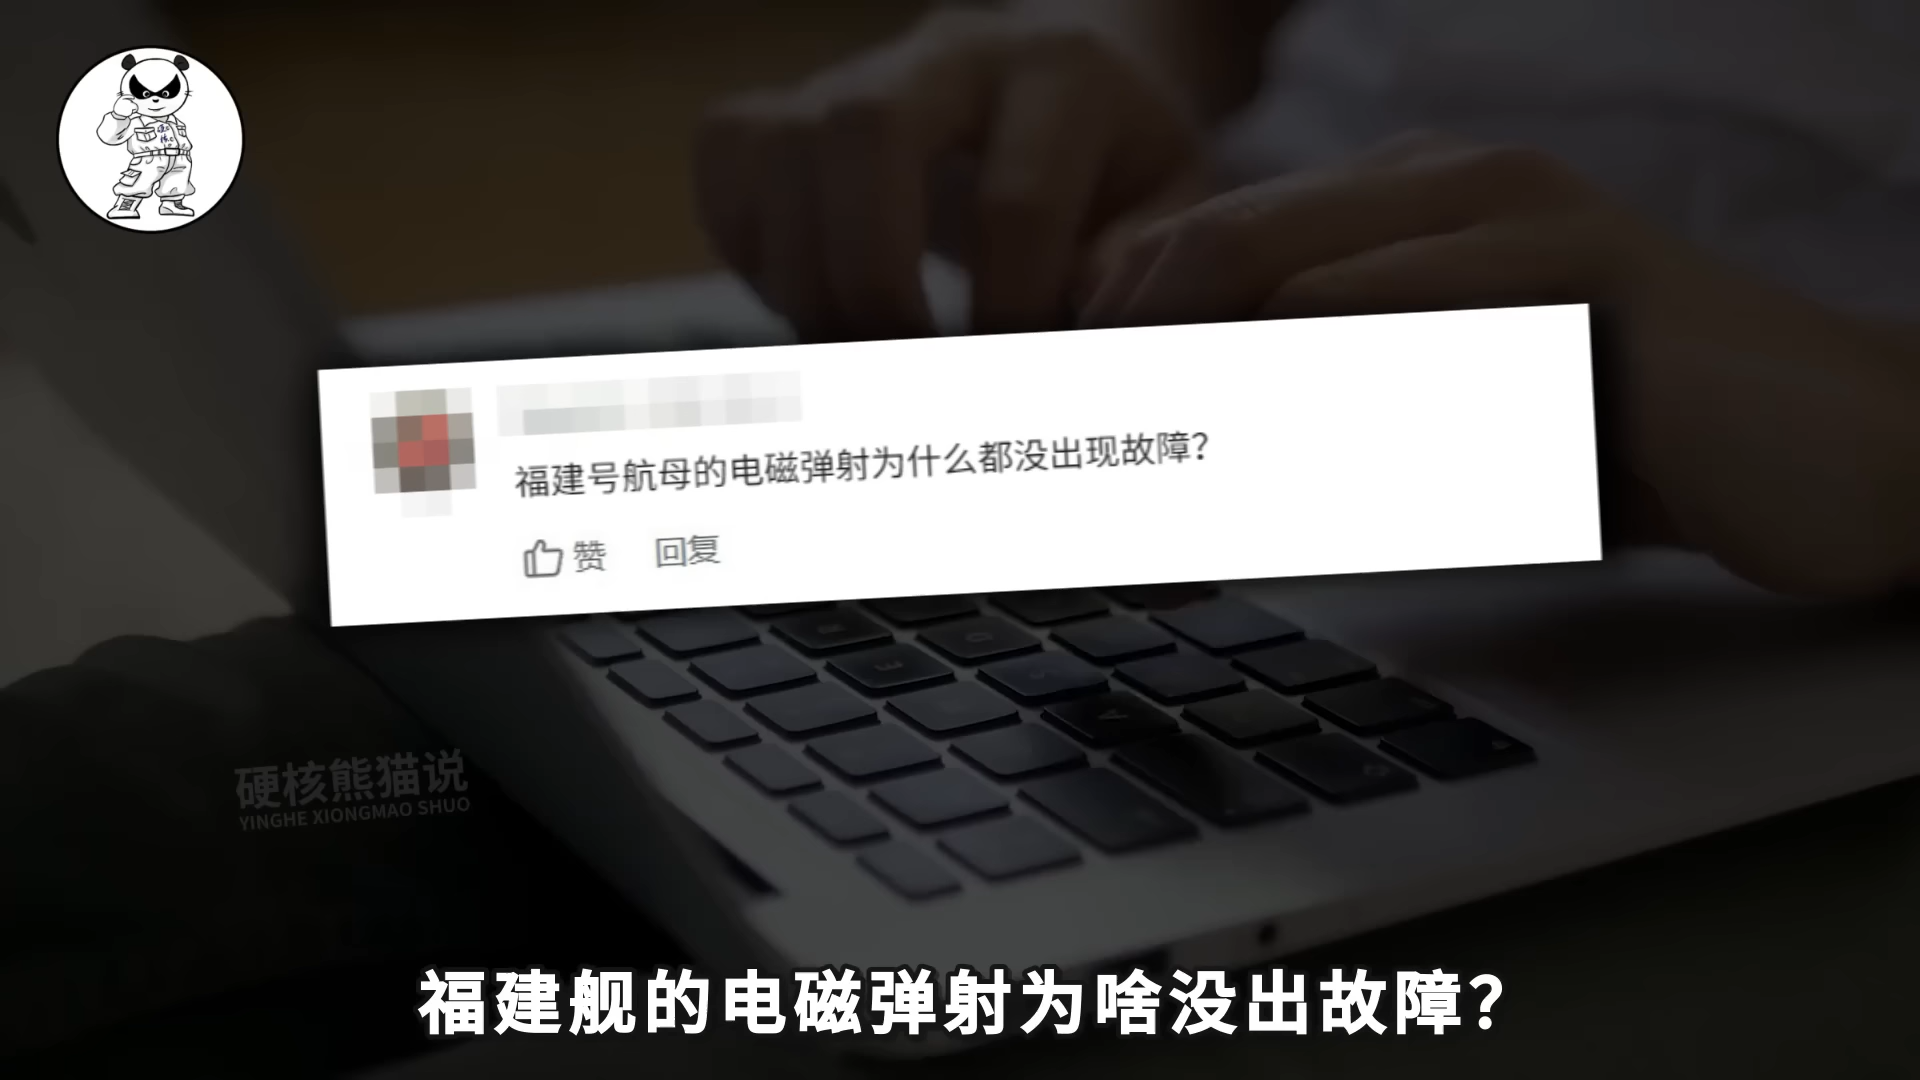 福建号航母的电磁弹射为什么都没出现故障?
赞 回复
硬核熊猫说
YINGHE XIONGMAO SHUO
福建舰的电磁弹射为啥没出故障?